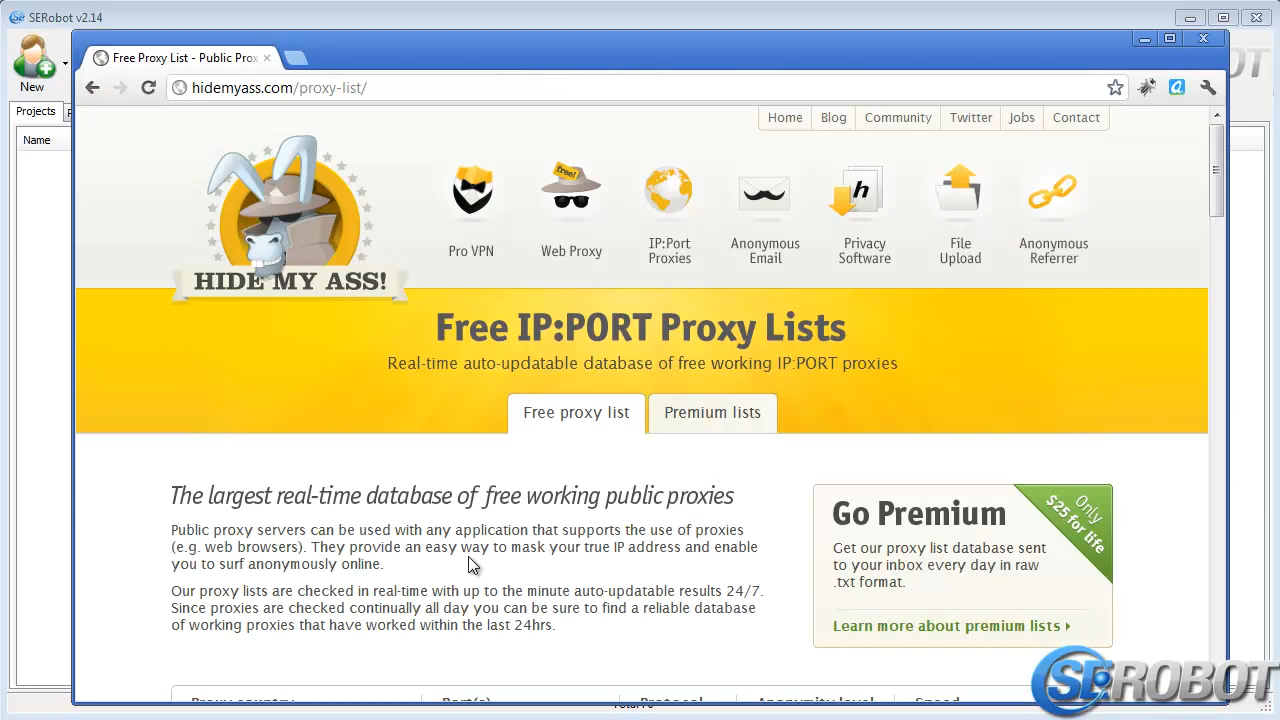 SERobot v2.14
New
Projects
Name
Free Proxy List - Public Prox
hidemyass.com/proxy-list/
Home Blog Community Twitter Jobs Contact
free!
h
Pro VPN
Web Proxy
IP:Port
Proxies
Anonymous
Email
Privacy
Software
File
Upload
Anonymous
Referrer
HIDE MY ASS!
Free IP:PORT Proxy Lists
Real-time auto-updatable database of free working IP:PORT proxies
Free proxy list
Premium lists
The largest real-time database of free working public proxies
Public proxy servers can be used with any application that supports the use of proxies
(e.g. web browsers). They provide an easy way to mask your true IP address and enable
you to surf anonymously online.
Our proxy lists are checked in real-time with up to the minute auto-updatable results 24/7.
Since proxies are checked continually all day you can be sure to find a reliable database
of working proxies that have worked within the last 24hrs.
Go Premium
Only
$25 for life
Get our proxy list database sent
to your inbox every day in raw
.txt format.
Learn more about premium lists
Proxy country Port(s) Protocol Anonymity level Speed
SEROBOT